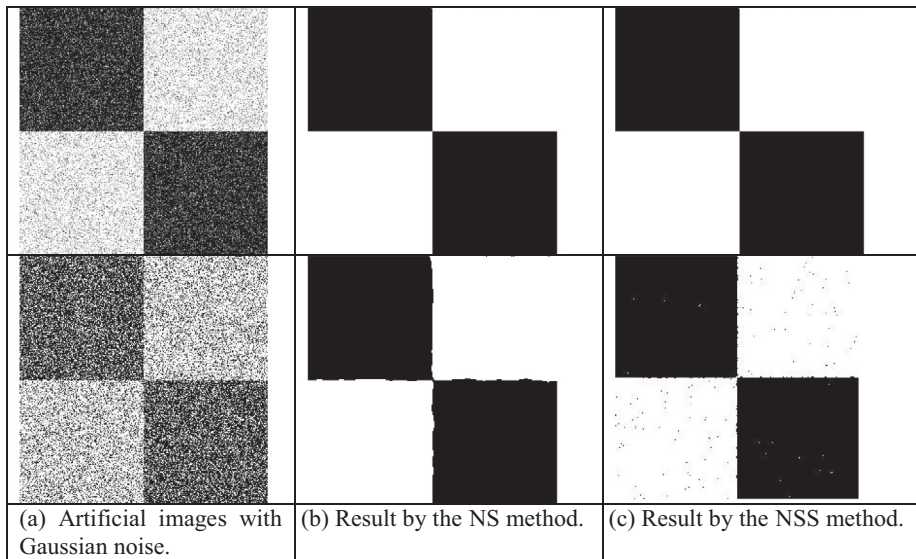 (a) Artificial images with
Gaussian noise.
(b) Result by the NS method.
(c) Result by the NSS method.